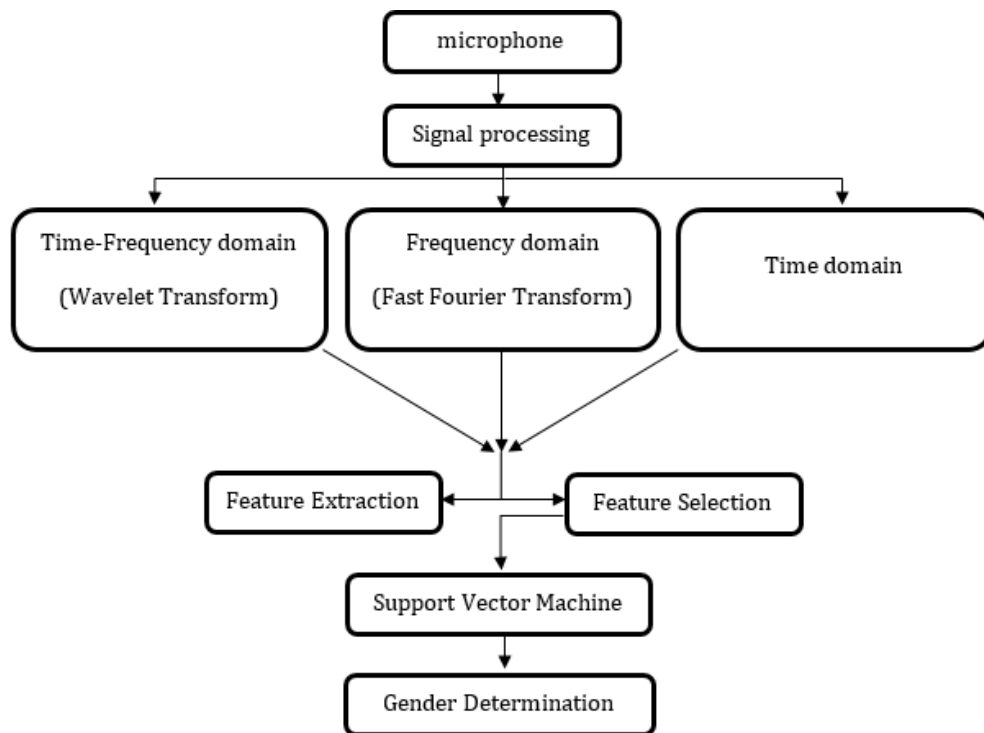 microphone
Signal processing
Time-Frequency domain
(Wavelet Transform)
Frequency domain
(Fast Fourier Transform)
Time domain
Feature Extraction
Feature Selection
Support Vector Machine
Gender Determination